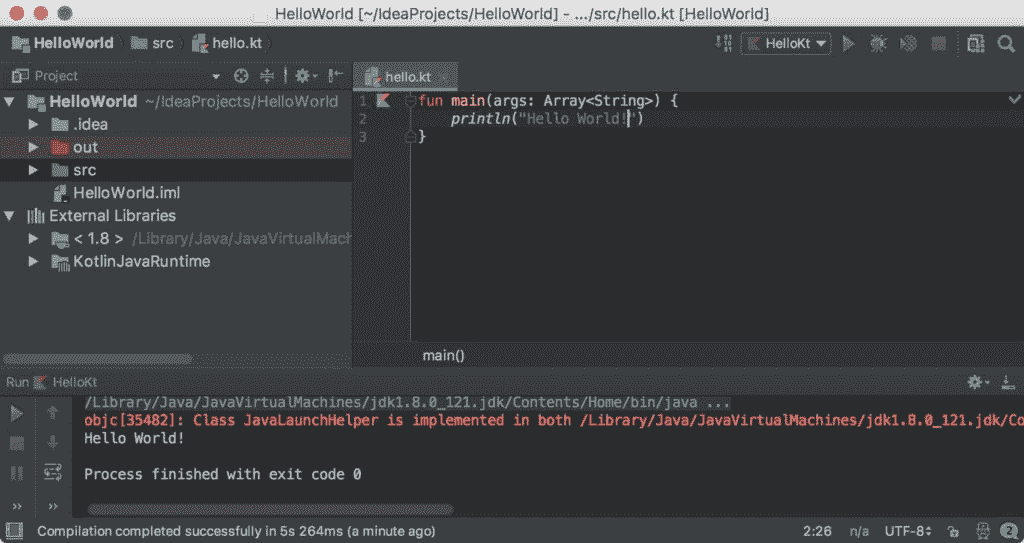 HelloWorld [~/IdeaProjects/HelloWorld] - .../src/hello.kt [HelloWorld]
HelloWorld src hello.kt HelloKt
Project
hello.kt
HelloWorld ~/IdeaProjects/HelloWorld
.idea
out
src
HelloWorld.iml
External Libraries
< 1.8 > /Library/Java/JavaVirtualMach
KotlinJavaRuntime
1 fun main(args: Array<String>) {
2 println("Hello World!")
3 }
main()
Run HelloKt
/Library/Java/JavaVirtualMachines/jdk1.8.0_121.jdk/Contents/Home/bin/java ...
objc[35482]: Class JavaLaunchHelper is implemented in both /Library/Java/JavaVirtualMachines/jdk1.8.0_121.jdk/Co
Hello World!
Process finished with exit code 0
Compilation completed successfully in 5s 264ms (a minute ago) 2:26 n/a UTF-8 2